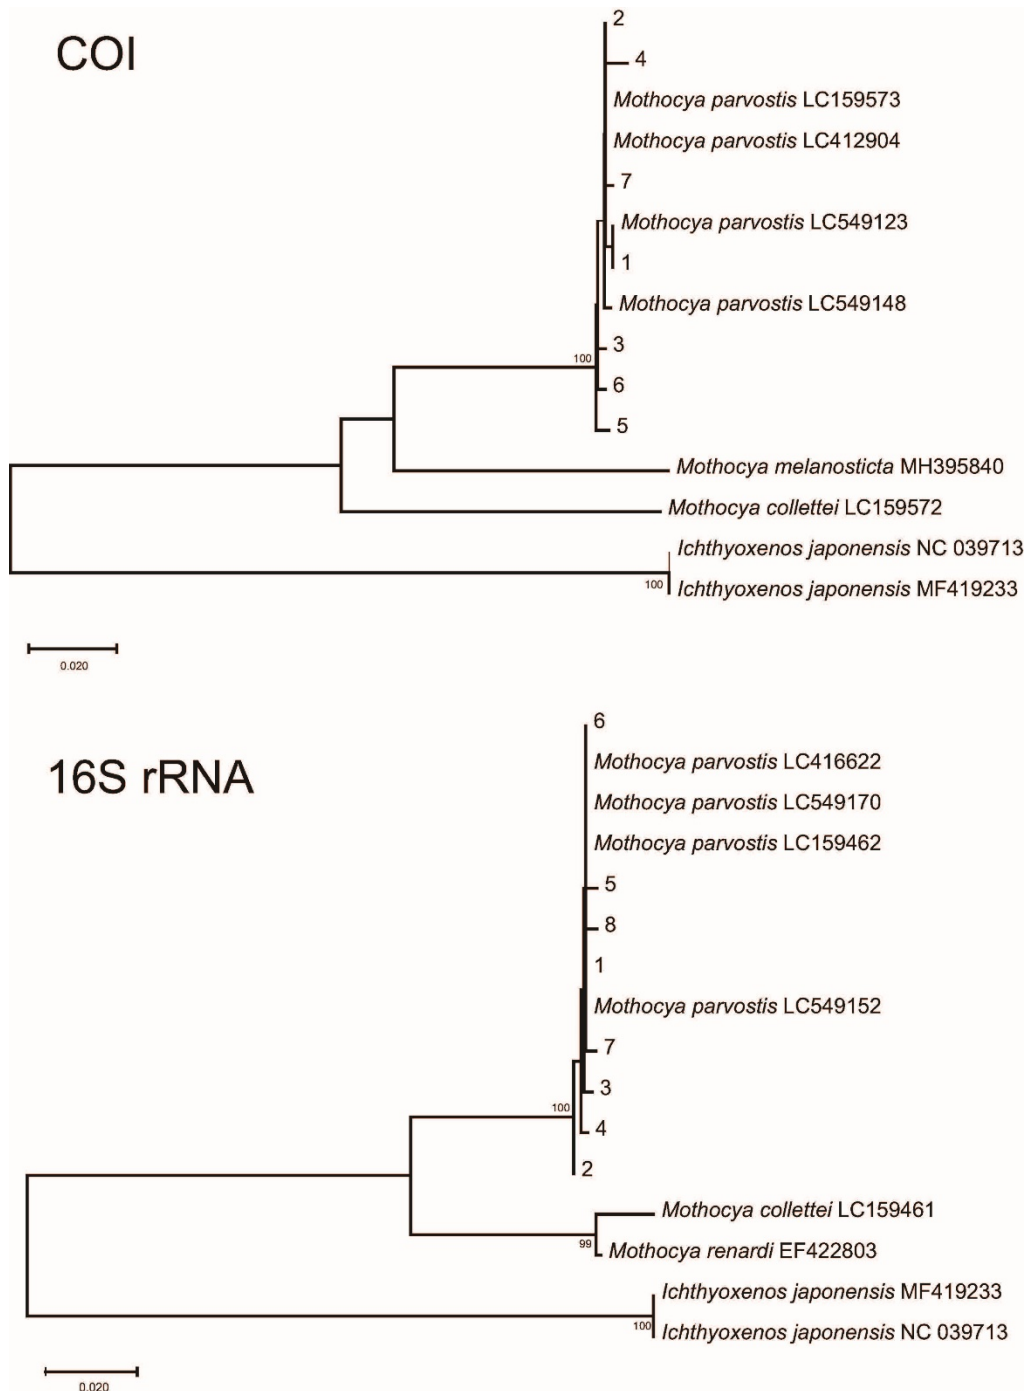 COI
2
4
Mothocya parvostis LC159573
Mothocya parvostis LC412904
7
Mothocya parvostis LC549123
1
Mothocya parvostis LC549148
3
100
6
5
Mothocya melanosticta MH395840
Mothocya collettei LC159572
Ichthyoxenos japonensis NC 039713
100
Ichthyoxenos japonensis MF419233
0.020
16S rRNA
6
Mothocya parvostis LC416622
Mothocya parvostis LC549170
Mothocya parvostis LC159462
5
8
1
Mothocya parvostis LC549152
7
3
100
4
2
Mothocya collettei LC159461
99
Mothocya renardi EF422803
Ichthyoxenos japonensis MF419233
100
Ichthyoxenos japonensis NC 039713
0.020